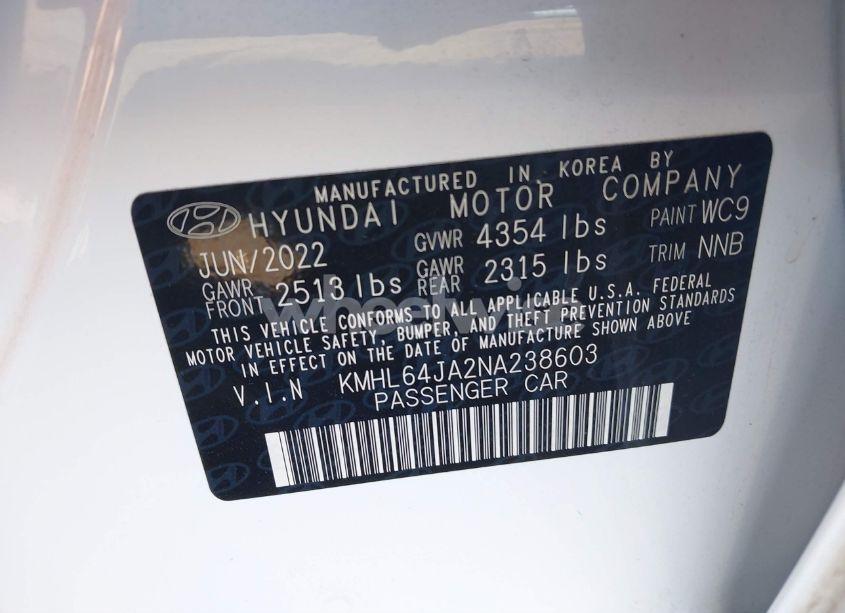 MANUFACTURED IN KOREA BY
HYUNDAI MOTOR COMPANY
JUN/2022 GVWR 4354 lbs PAINT WC9
GAWR FRONT 2513 lbs GAWR REAR 2315 lbs TRIM NNB
THIS VEHICLE CONFORMS TO ALL APPLICABLE U.S.A. FEDERAL
MOTOR VEHICLE SAFETY, BUMPER, AND THEFT PREVENTION STANDARDS
IN EFFECT ON THE DATE OF MANUFACTURE SHOWN ABOVE
V.I.N KMHL64JA2NA238603
PASSENGER CAR